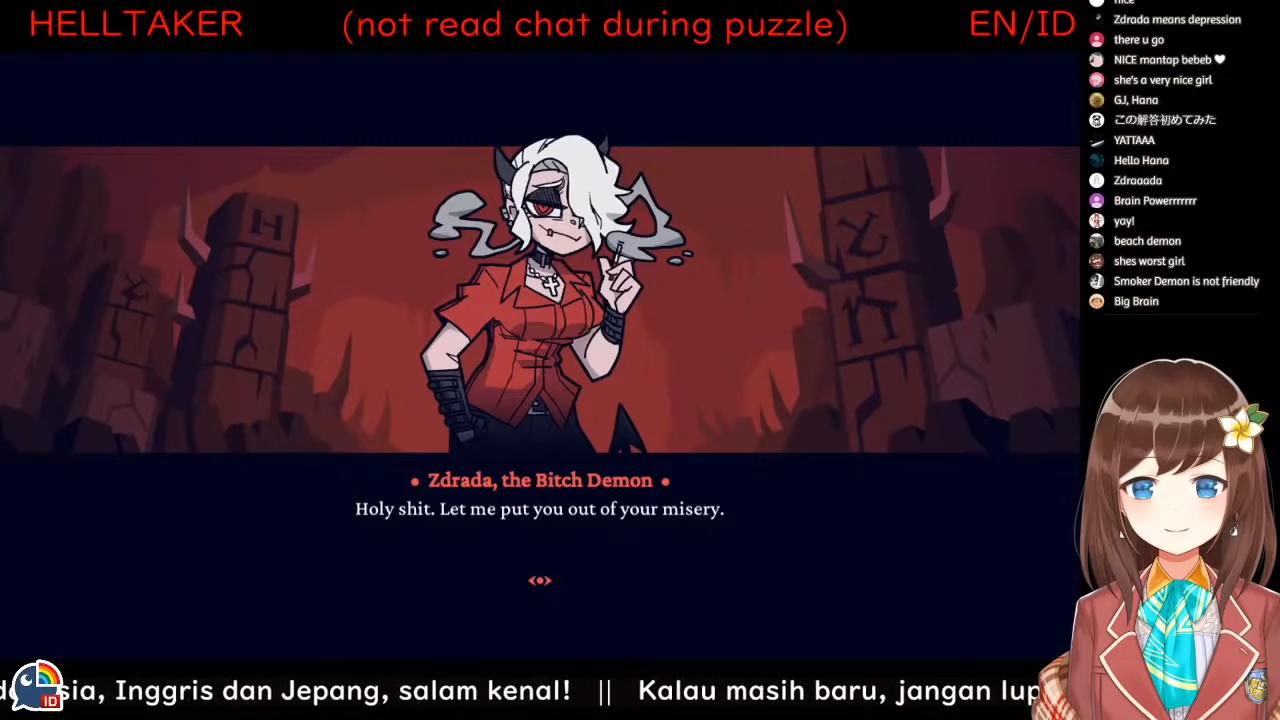 HELLTAKER (not read chat during puzzle) EN/ID
nice
Zdrada means depression
there u go
NICE mantap bebeb ♥
she's a very nice girl
GJ, Hana
この解答初めてみた
YATTAAA
Hello Hana
Zdraaada
Brain Powerrrrrrr
yay!
beach demon
shes worst girl
Smoker Demon is not friendly
Big Brain
• Zdrada, the Bitch Demon •
Holy shit. Let me put you out of your misery.
sia, Inggris dan Jepang, salam kenal! || Kalau masih baru, jangan lup
ID